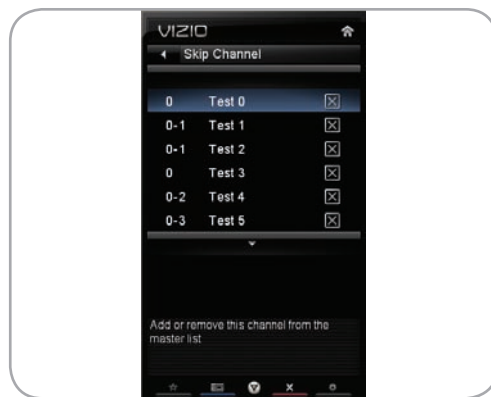 VIZIO
Skip Channel
0 Test 0
0-1 Test 1
0-1 Test 2
0 Test 3
0-2 Test 4
0-3 Test 5
Add or remove this channel from the
master list